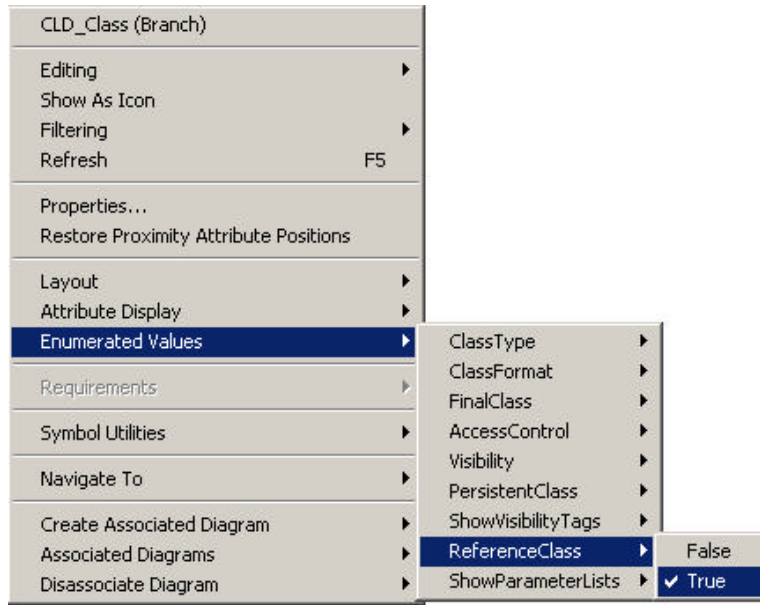 CLD_Class (Branch)
Editing
Show As Icon
Filtering
Refresh F5
Properties...
Restore Proximity Attribute Positions
Layout
Attribute Display
Enumerated Values
Requirements
Symbol Utilities
Navigate To
Create Associated Diagram
Associated Diagrams
Disassociate Diagram
ClassType
ClassFormat
FinalClass
AccessControl
Visibility
PersistentClass
ShowVisibilityTags
ReferenceClass
ShowParameterLists
False
True